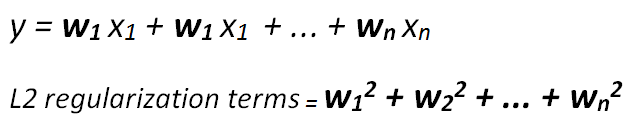 y = w₁ x₁ + w₁ x₁ + ... + wₙ xₙ
L2 regularization terms = w₁² + w₂² + ... + wₙ²